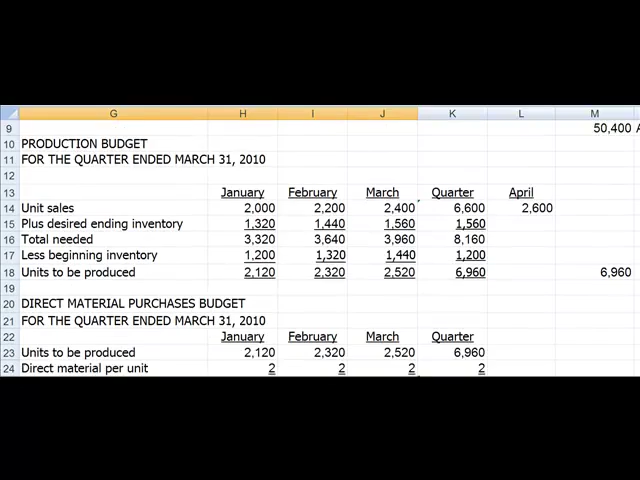 G H I J K L M
9 50,400 A
10 PRODUCTION BUDGET
11 FOR THE QUARTER ENDED MARCH 31, 2010
12
13 January February March Quarter April
14 Unit sales 2,000 2,200 2,400 6,600 2,600
15 Plus desired ending inventory 1,320 1,440 1,560 1,560
16 Total needed 3,320 3,640 3,960 8,160
17 Less beginning inventory 1,200 1,320 1,440 1,200
18 Units to be produced 2,120 2,320 2,520 6,960 6,960
19
20 DIRECT MATERIAL PURCHASES BUDGET
21 FOR THE QUARTER ENDED MARCH 31, 2010
22 January February March Quarter
23 Units to be produced 2,120 2,320 2,520 6,960
24 Direct material per unit 2 2 2 2